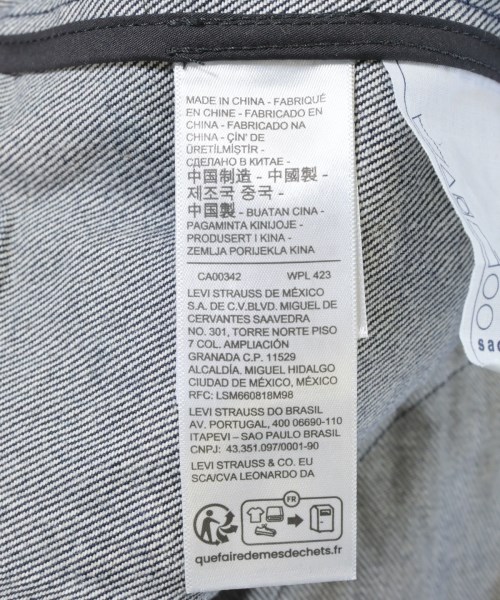 MADE IN CHINA - FABRIQUÉ
EN CHINE - FABRICADO EN
CHINA - FABRICADO NA
CHINA - ÇİN' DE
ÜRETİLMİŞTİR -
СДЕЛАНО В КИТАЕ -
中国制造 - 中國製 -
제조국 중국 -
中国製 - BUATAN CINA -
PAGAMINTA KINIJOJE -
PRODUSERT I KINA -
ZEMLJA PORIJEKLA KINA
CA00342 WPL 423
LEVI STRAUSS DE MÉXICO
S.A. DE C.V.BLVD. MIGUEL DE
CERVANTES SAAVEDRA
NO. 301, TORRE NORTE PISO
7 COL. AMPLIACIÓN
GRANADA C.P. 11529
ALCALDÍA. MIGUEL HIDALGO
CIUDAD DE MÉXICO, MÉXICO
RFC: LSM660818M98
LEVI STRAUSS DO BRASIL
AV. PORTUGAL, 400 06690-110
ITAPEVI – SAO PAULO BRASIL
CNPJ: 43.351.097/0001-90
LEVI STRAUSS & CO. EU
SCA/CVA LEONARDO DA
FR
quefairedemesdechets.fr